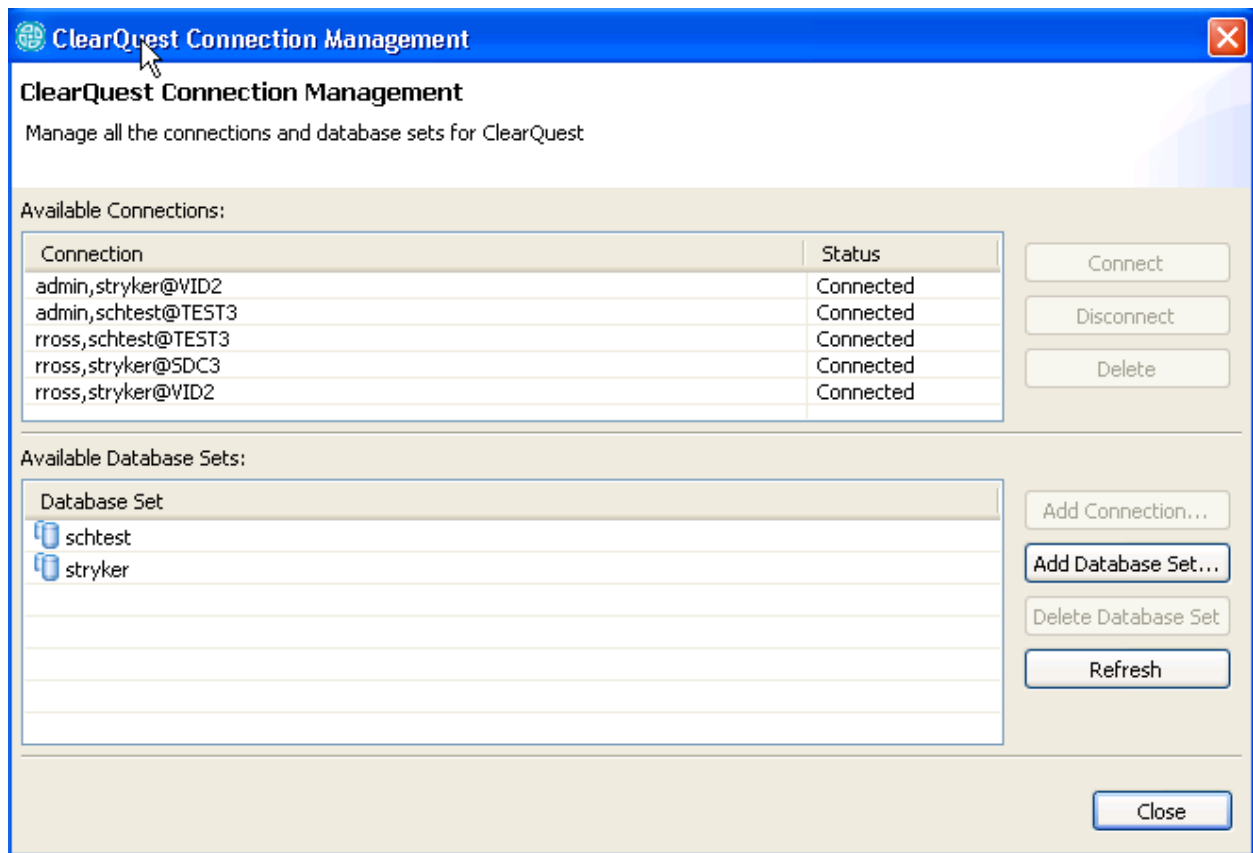 ClearQuest Connection Management
ClearQuest Connection Management
Manage all the connections and database sets for ClearQuest
Available Connections:
Connection Status
admin,stryker@VID2 Connected
admin,schtest@TEST3 Connected
rross,schtest@TEST3 Connected
rross,stryker@SDC3 Connected
rross,stryker@VID2 Connected
Connect
Disconnect
Delete
Available Database Sets:
Database Set
schtest
stryker
Add Connection...
Add Database Set...
Delete Database Set
Refresh
Close